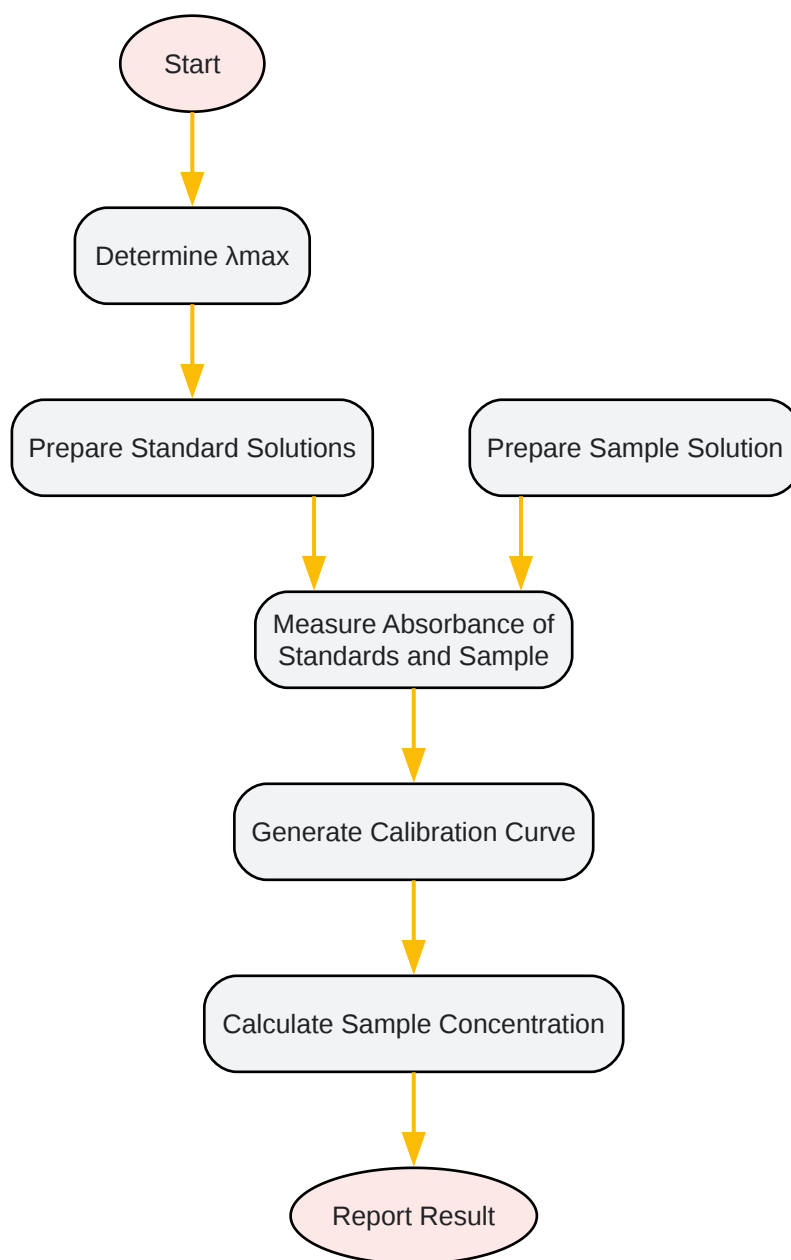 Start
Determine λmax
Prepare Standard Solutions
Prepare Sample Solution
Measure Absorbance of
Standards and Sample
Generate Calibration Curve
Calculate Sample Concentration
Report Result